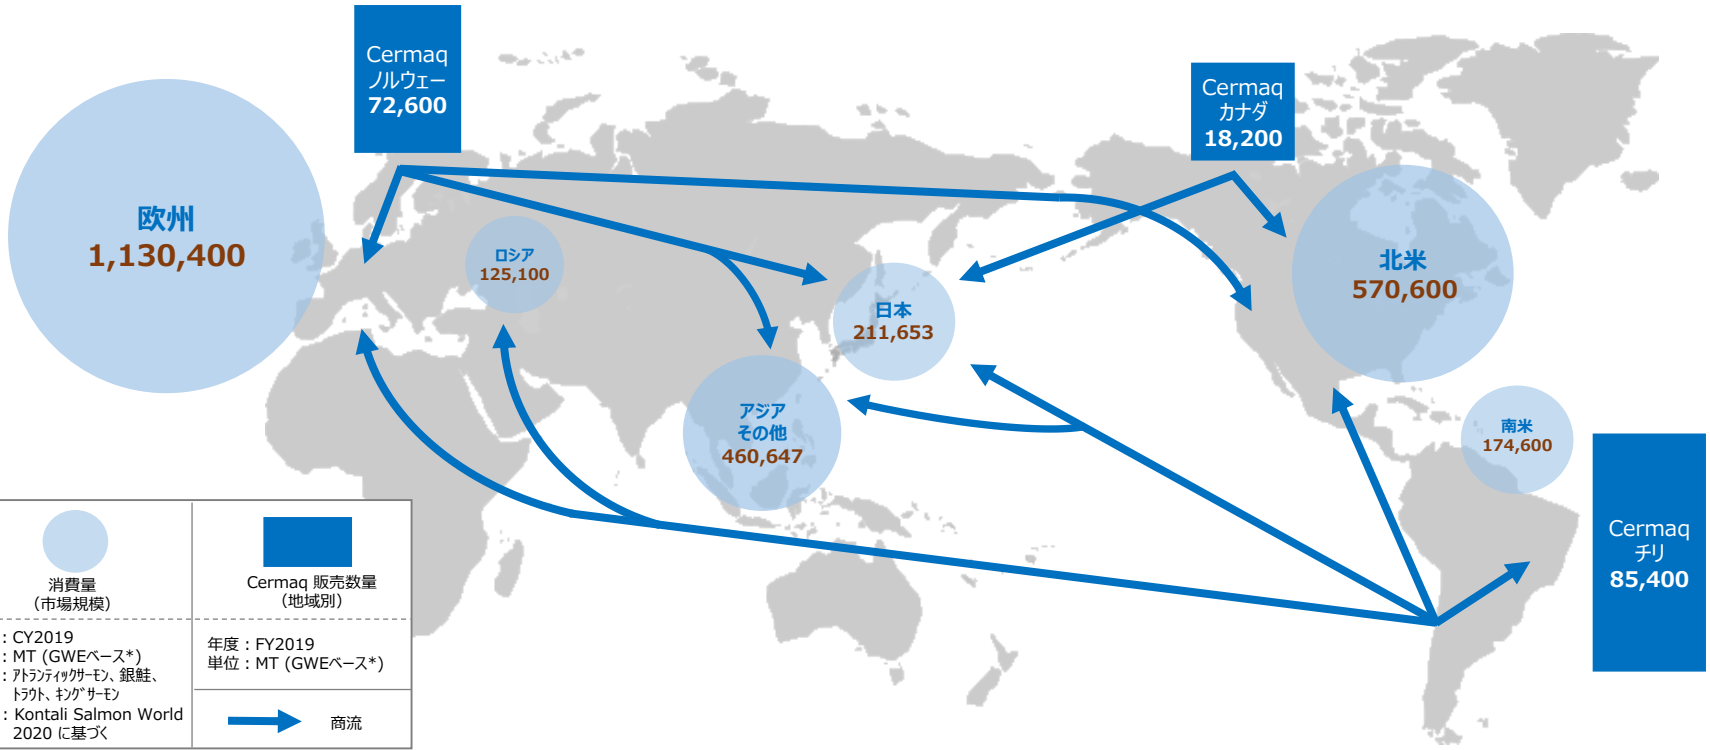 Cermaq
ノルウェー
72,600
Cermaq
カナダ
18,200
欧州
1,130,400
ロシア
125,100
日本
211,653
北米
570,600
アジア
その他
460,647
南米
174,600
Cermaq
チリ
85,400
消費量
（市場規模）
Cermaq 販売数量
（地域別）
：CY2019
：MT (GWEベース*)
：ｱﾄﾗﾝﾃｨｯｸｻｰﾓﾝ、銀鮭、
ﾄﾗｳﾄ、ｷﾝｸﾞｻｰﾓﾝ
：Kontali Salmon World
2020 に基づく
年度：FY2019
単位：MT (GWEベース*)
商流